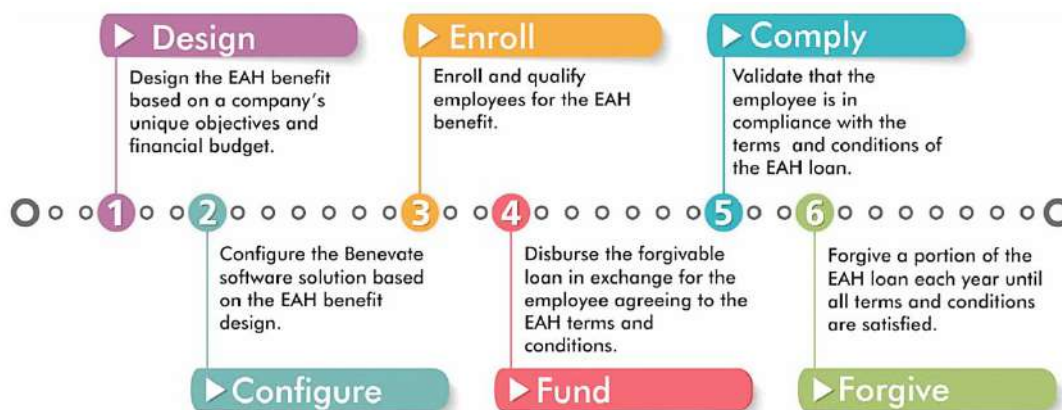 Design
Design the EAH benefit
based on a company's
unique objectives and
financial budget.
Enroll
Enroll and qualify
employees for the EAH
benefit.
Comply
Validate that the
employee is in
compliance with the
terms and conditions of
the EAH loan.
1
2
3
4
5
6
Configure the Benevate
software solution based
on the EAH benefit
design.
Configure
Disburse the forgivable
loan in exchange for the
employee agreeing to the
EAH terms and
conditions.
Fund
Forgive a portion of the
EAH loan each year until
all terms and conditions
are satisfied.
Forgive